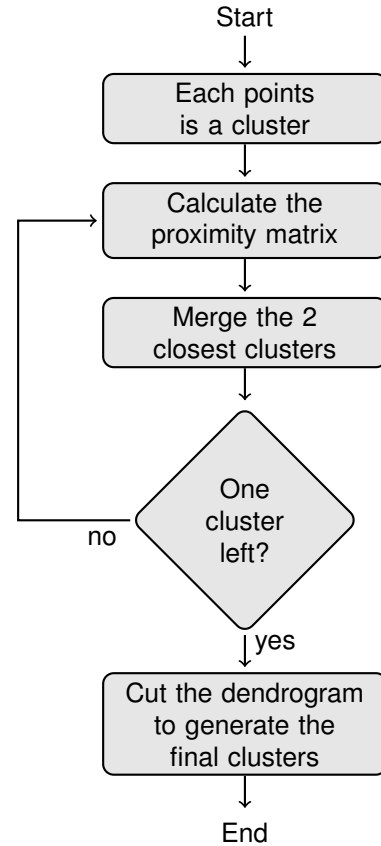 Start
Each points
is a cluster
Calculate the
proximity matrix
Merge the 2
closest clusters
One
cluster
left?
no
yes
Cut the dendrogram
to generate the
final clusters
End